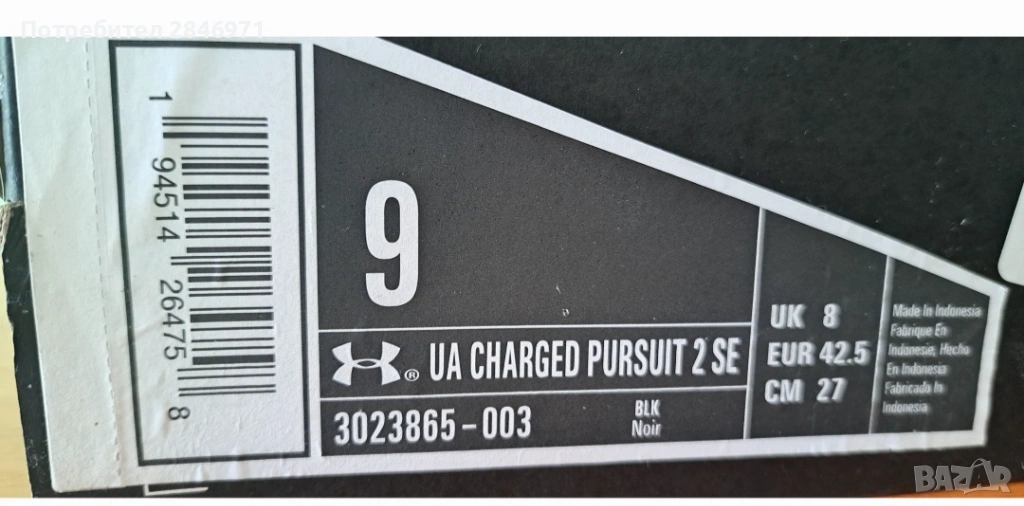 Потребител 2846971
1 94514 26475 8
9
UA CHARGED PURSUIT 2 SE
3023865-003
BLK
Noir
UK 8
EUR 42.5
CM 27
Made In Indonesia
Fabrique En
Indonesie, Hecho
En Indonesia
Fabricado In
Indonesia
BAZAR